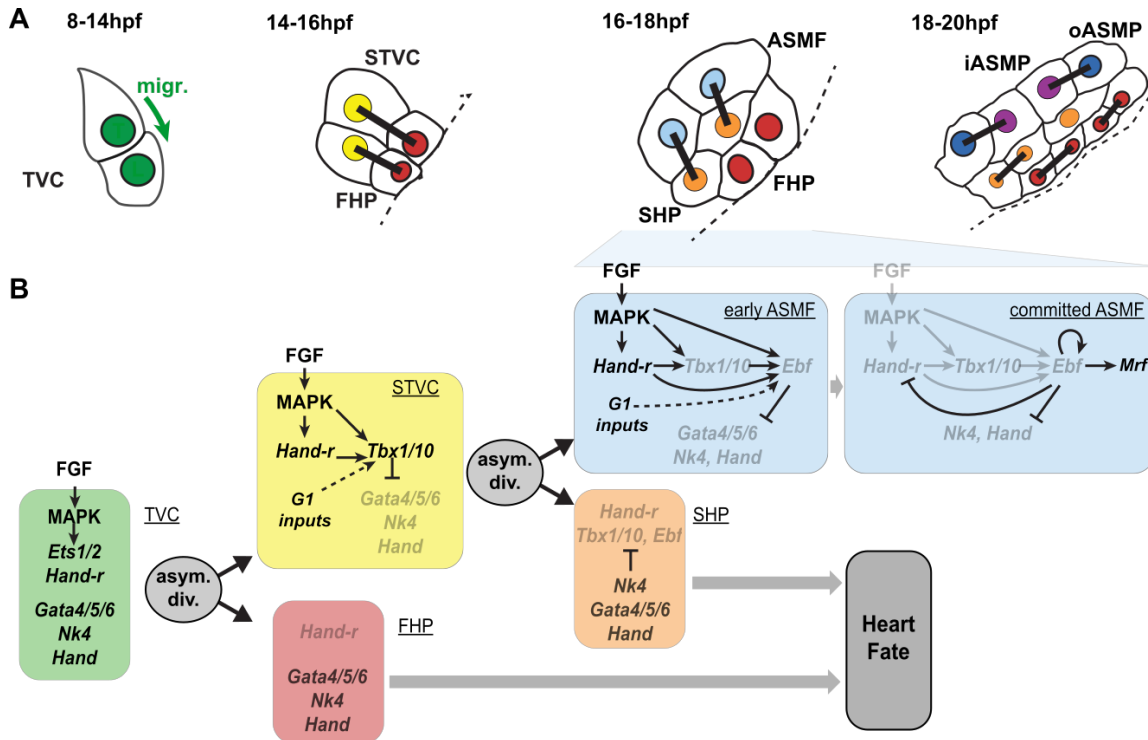 A
8-14hpf
14-16hpf
16-18hpf
18-20hpf
migr.
TVC
STVC
FHP
ASMF
SHP
FHP
iASMP
oASMP
B
FGF
MAPK
Ets1/2
Hand-r
Gata4/5/6
Nk4
Hand
TVC
asym.
div.
FGF
STVC
MAPK
Hand-r
Tbx1/10
G1
inputs
Gata4/5/6
Nk4
Hand
FHP
Hand-r
Gata4/5/6
Nk4
Hand
asym.
div.
FGF
early ASMF
MAPK
Hand-r
Tbx1/10
Ebf
G1
inputs
Gata4/5/6
Nk4, Hand
FGF
committed ASMF
MAPK
Hand-r
Tbx1/10
Ebf
Mrf
Nk4, Hand
SHP
Hand-r
Tbx1/10, Ebf
Nk4
Gata4/5/6
Hand
Heart
Fate